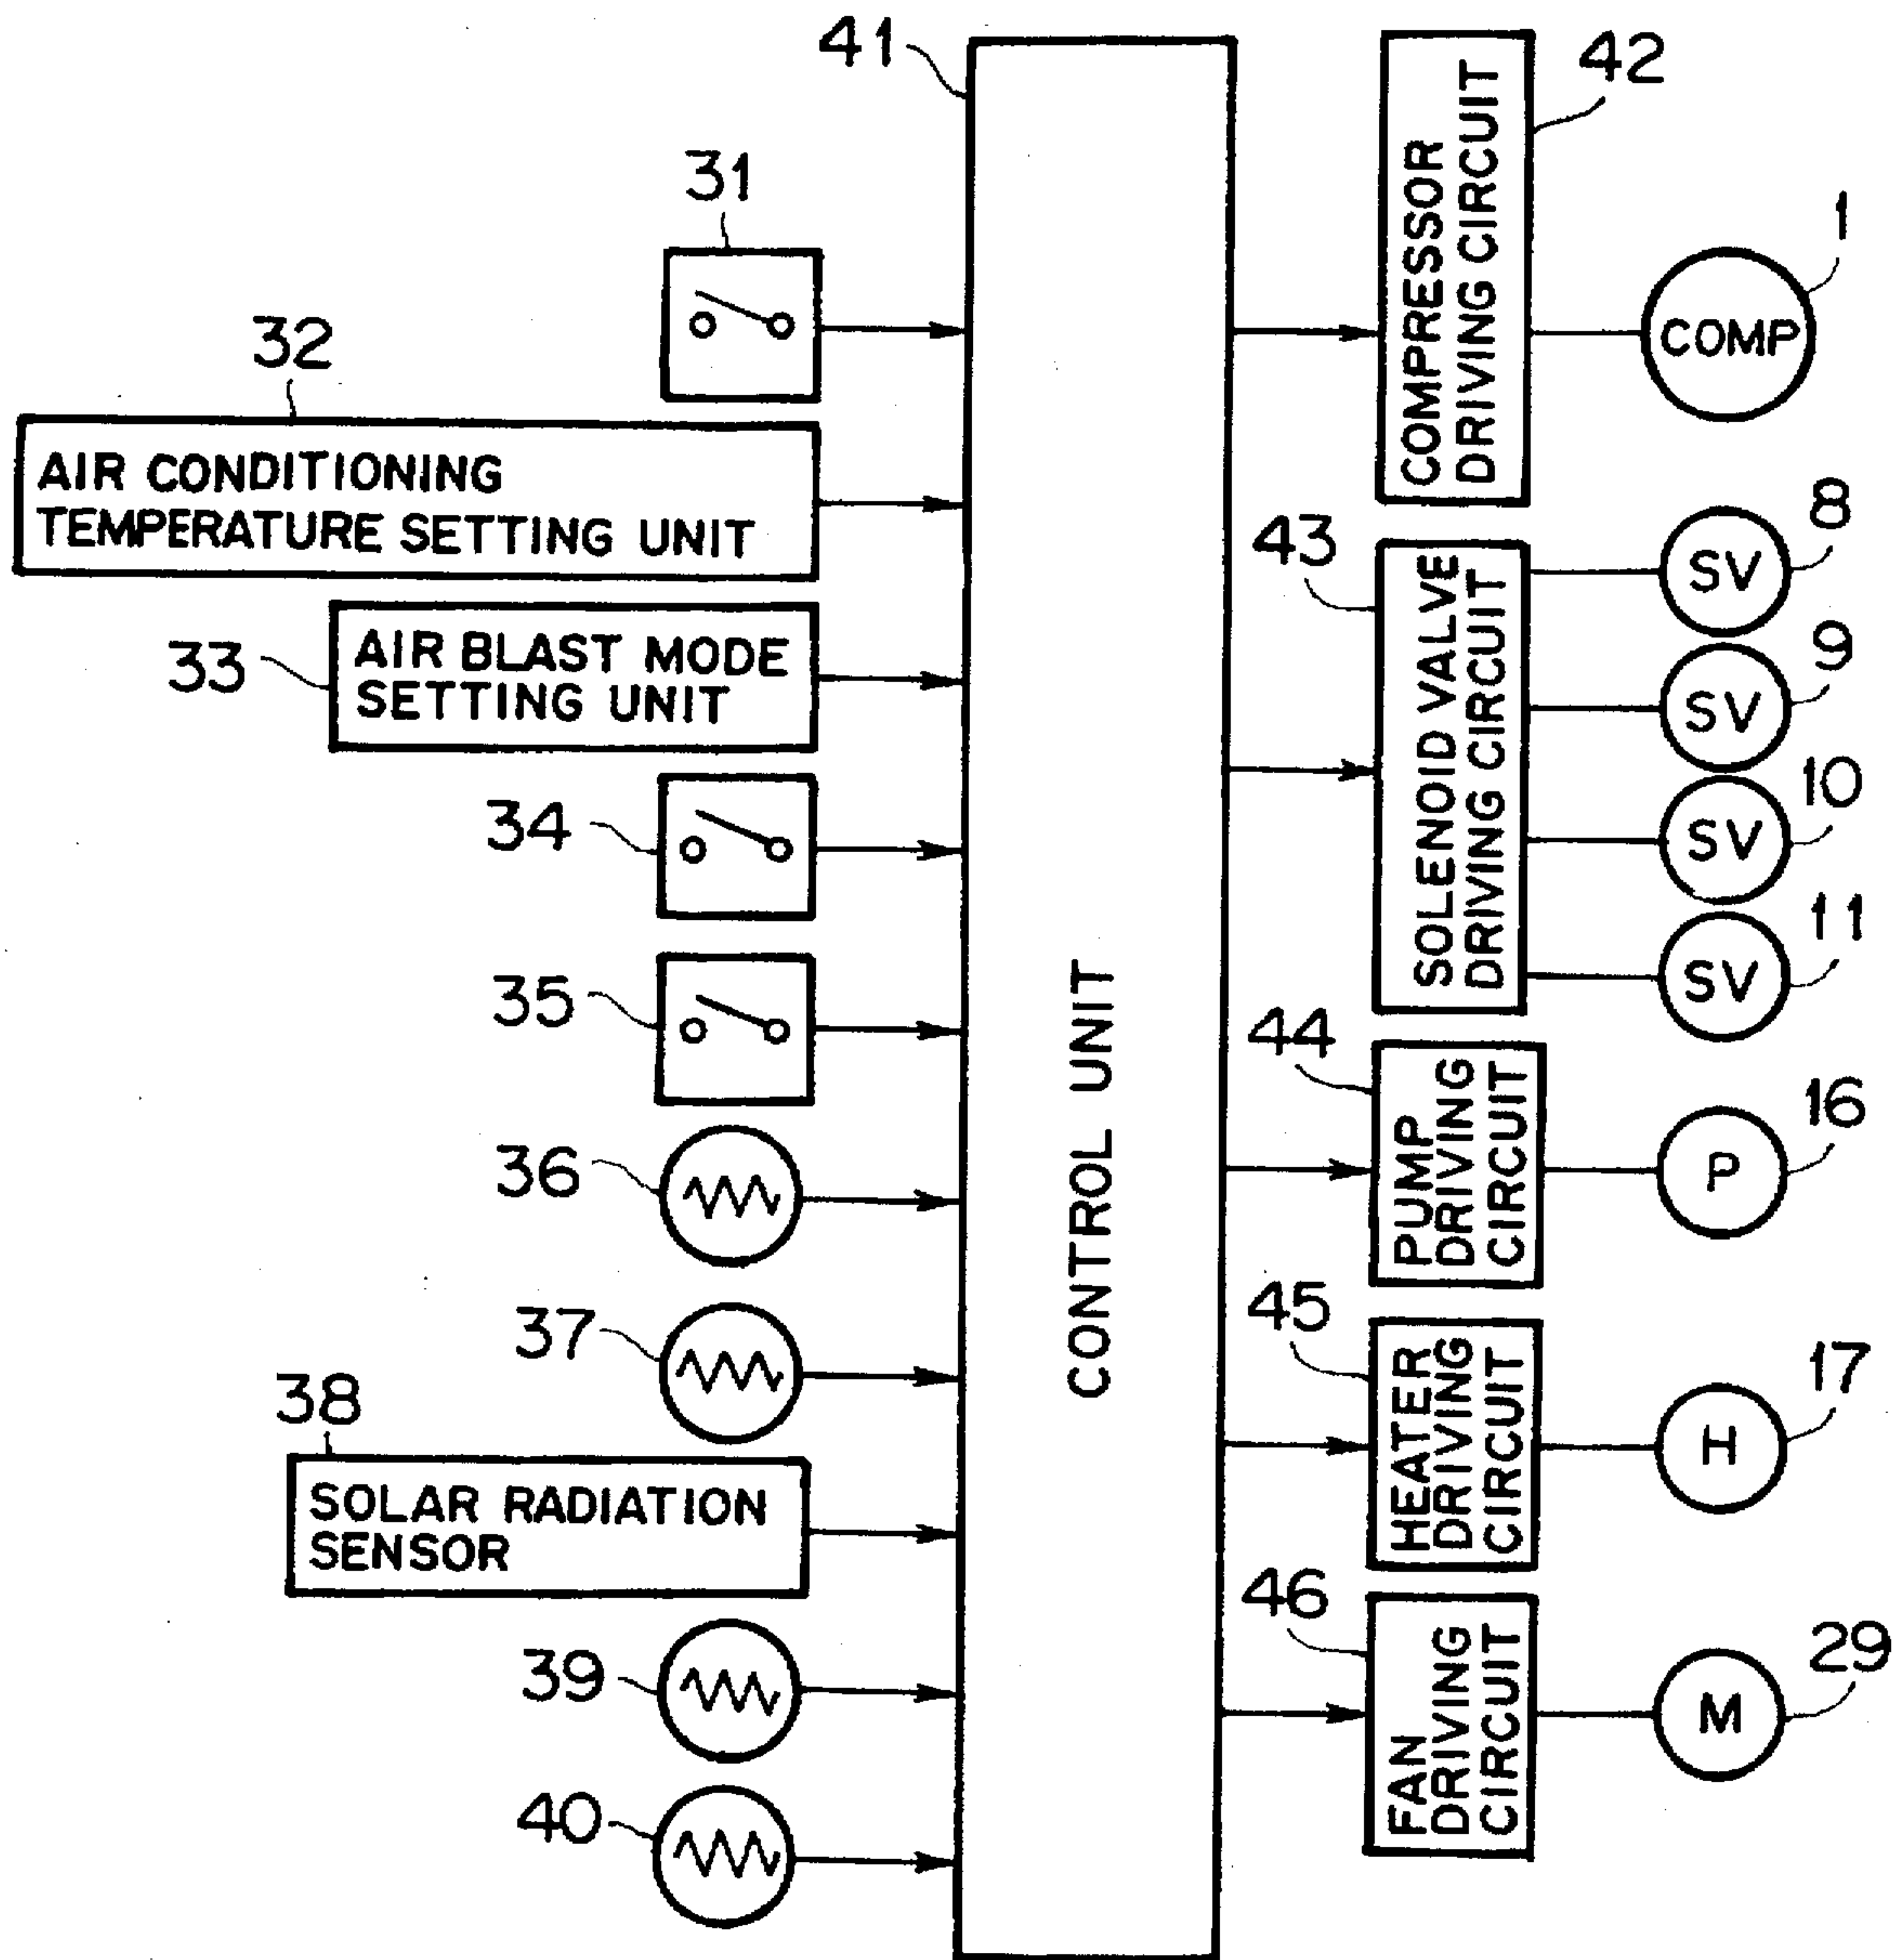 41
42
31
1
32
COMP
COMPRESSOR
DRIVING CIRCUIT
AIR CONDITIONING
TEMPERATURE SETTING UNIT
43
8
SV
SOLENOID VALVE
DRIVING CIRCUIT
33
AIR BLAST MODE
SETTING UNIT
9
SV
34
10
SV
35
11
SV
CONTROL UNIT
44
PUMP
DRIVING
CIRCUIT
16
P
36
45
HEATER
DRIVING
CIRCUIT
17
H
37
38
SOLAR RADIATION
SENSOR
46
FAN
DRIVING
CIRCUIT
29
M
39
40